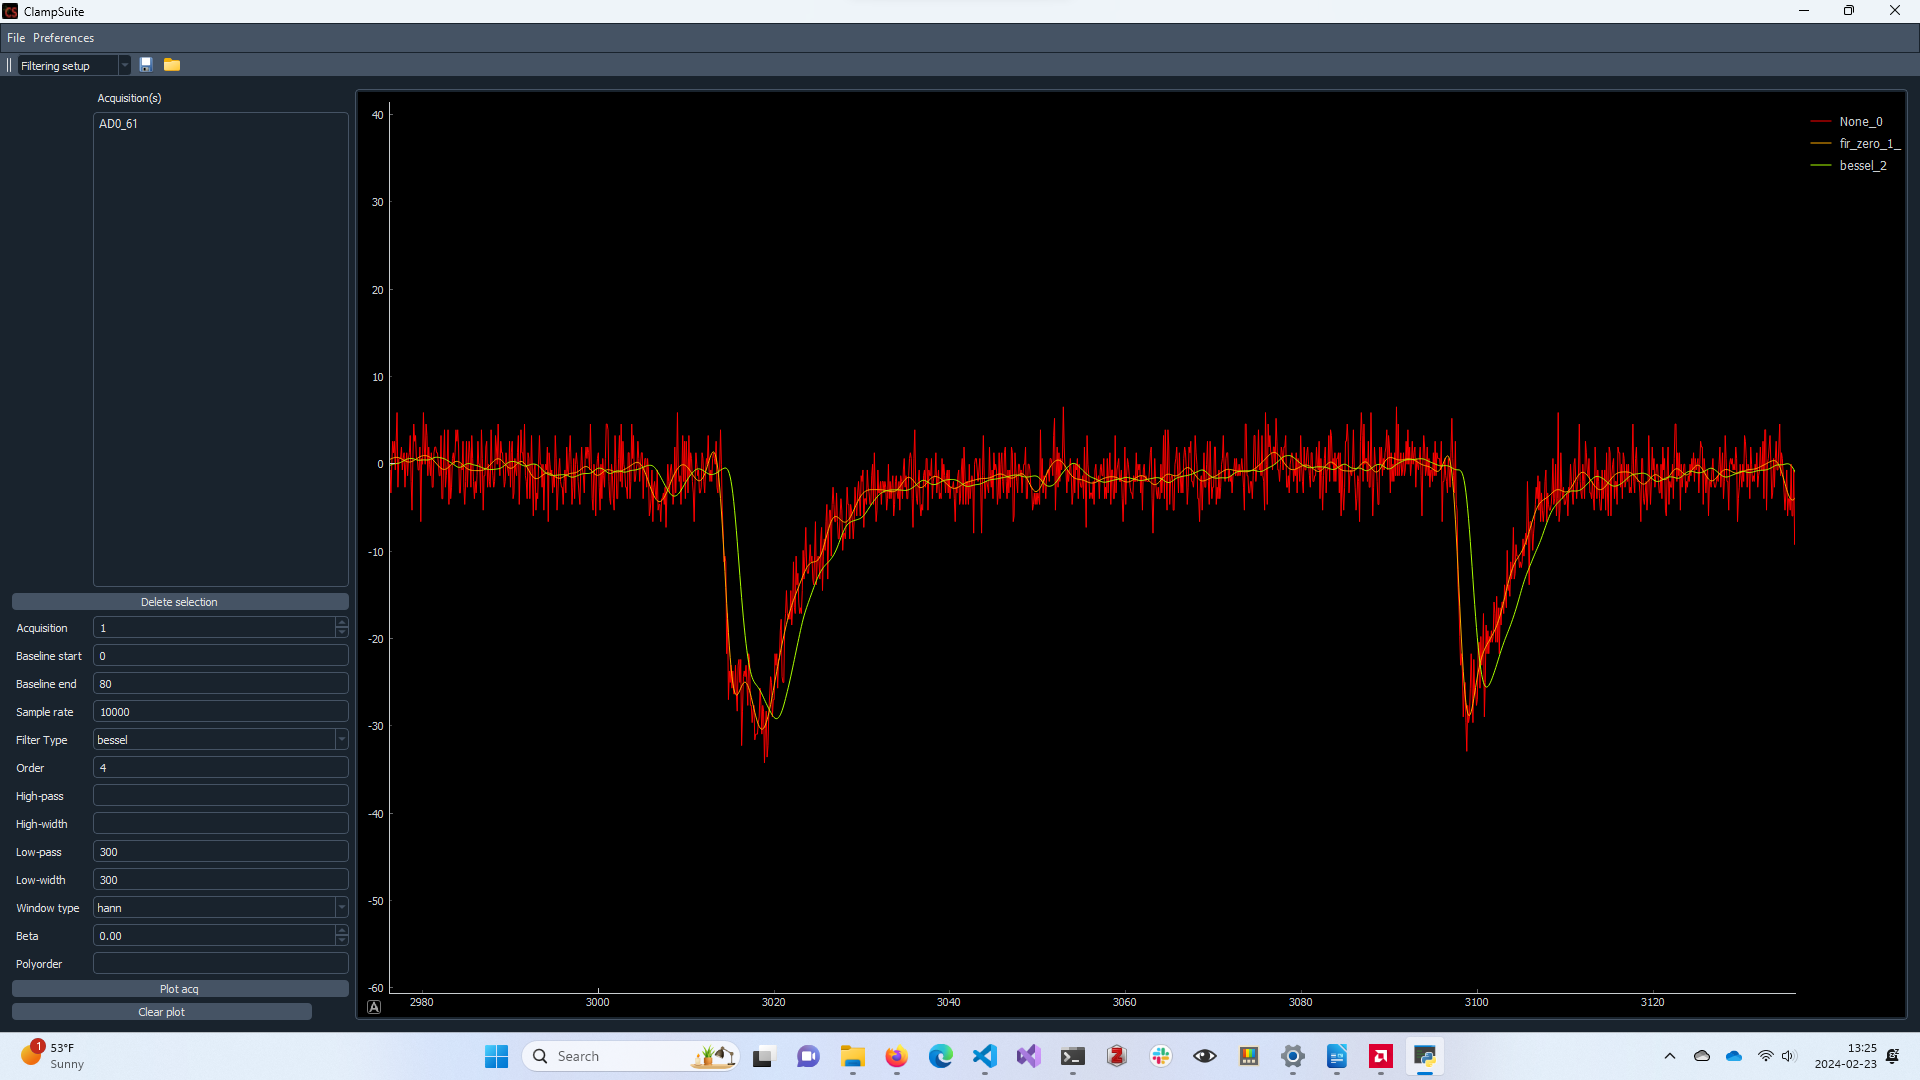 ClampSuite
File Preferences
Filtering setup
Acquisition(s)
AD0_61
Delete selection
Acquisition 1
Baseline start 0
Baseline end 80
Sample rate 10000
Filter Type bessel
Order 4
High-pass
High-width
Low-pass 300
Low-width 300
Window type hann
Beta 0.00
Polyorder
Plot acq
Clear plot
40
30
20
10
0
-10
-20
-30
-40
-50
-60
2980 3000 3020 3040 3060 3080 3100 3120
A
None_0
fir_zero_1_
bessel_2
1
53°F
Sunny
Search
13:25
2024-02-23